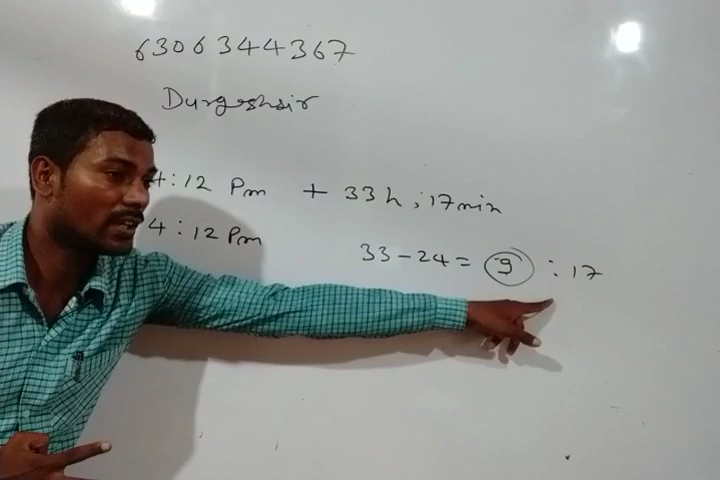 6306344367
Durgeshsir
4:12 Pm + 33h ; 17min
4:12 Pm
33-24= 9 : 17